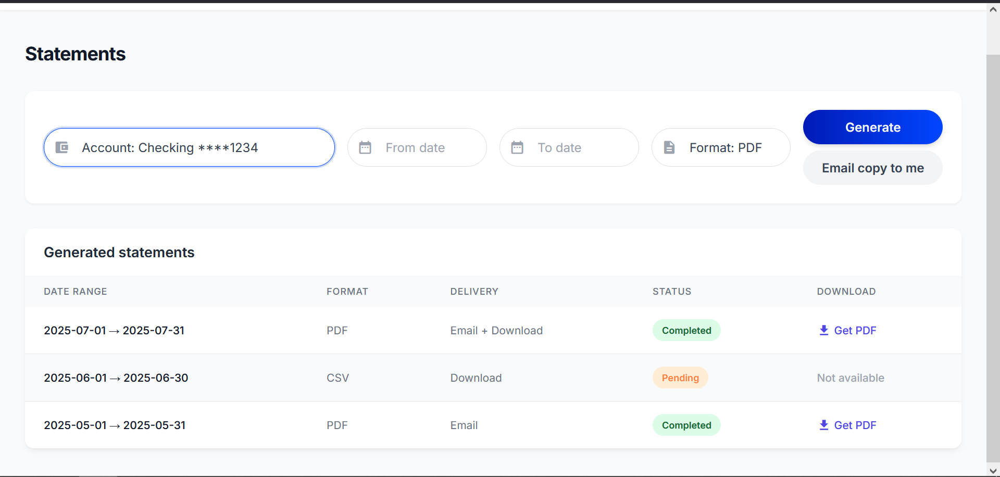 Statements
Account: Checking ****1234
From date
To date
Format: PDF
Generate
Email copy to me
Generated statements
DATE RANGE FORMAT DELIVERY STATUS DOWNLOAD
2025-07-01 → 2025-07-31 PDF Email + Download Completed Get PDF
2025-06-01 → 2025-06-30 CSV Download Pending Not available
2025-05-01 → 2025-05-31 PDF Email Completed Get PDF